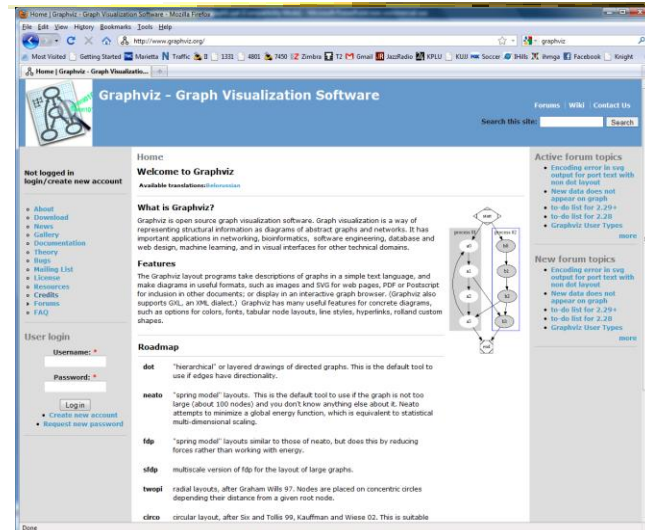 Home | Graphviz - Graph Visualization Software - Mozilla Firefox
File Edit View History Bookmarks Tools Help
http://www.graphviz.org/
graphviz
Most Visited Getting Started Marietta Traffic 1331 4801 7450 Zimbra T2 Gmail JazzRadio KPLU Soccer Facebook Knight
Home | Graphviz - Graph Visualizatio...
Graphviz - Graph Visualization Software
Forums | Wiki | Contact Us
Search this site: Search
Not logged in
login/create new account
About
Download
News
Gallery
Documentation
Theory
Bugs
Mailing List
License
Resources
Credits
Forums
FAQ
User login
Username: *
Password: *
Log in
Create new account
Request new password
Home
Welcome to Graphviz
Available translations:
What is Graphviz?
Graphviz is open source graph visualization software. Graph visualization is a way of
representing structural information as diagrams of abstract graphs and networks. It has
important applications in networking, bioinformatics, software engineering, database and
web design, machine learning, and in visual interfaces for other technical domains.
Features
The Graphviz layout programs take descriptions of graphs in a simple text language, and
make diagrams in useful formats, such as images and SVG for web pages, PDF or Postscript
for inclusion in other documents; or display in an interactive graph browser. (Graphviz also
supports GXL, an XML dialect.) Graphviz has many useful features for concrete diagrams,
such as options for colors, fonts, tabular node layouts, line styles, hyperlinks, rolland custom
shapes.
start
process #1 process #2
a0 b0
a1 b1
a2 b2
a3 b3
end
Roadmap
dot "hierarchical" or layered drawings of directed graphs. This is the default tool to
use if edges have directionality.
neato "spring model" layouts. This is the default tool to use if the graph is not too
large (about 100 nodes) and you don't know anything else about it. Neato
attempts to minimize a global energy function, which is equivalent to statistical
multi-dimensional scaling.
fdp "spring model" layouts similar to those of neato, but does this by reducing
forces rather than working with energy.
sfdp multiscale version of fdp for the layout of large graphs.
twopi radial layouts, after Graham Wills 97. Nodes are placed on concentric circles
depending their distance from a given root node.
circo circular layout, after Six and Tollis 99, Kauffman and Wiese 02. This is suitable
Active forum topics
Encoding error in svg
output for port text with
non dot layout
New data does not
appear on graph
to-do list for 2.29+
to-do list for 2.28
Graphviz User Types
more
New forum topics
Encoding error in svg
output for port text with
non dot layout
New data does not
appear on graph
to-do list for 2.29+
to-do list for 2.28
Graphviz User Types
more
Done